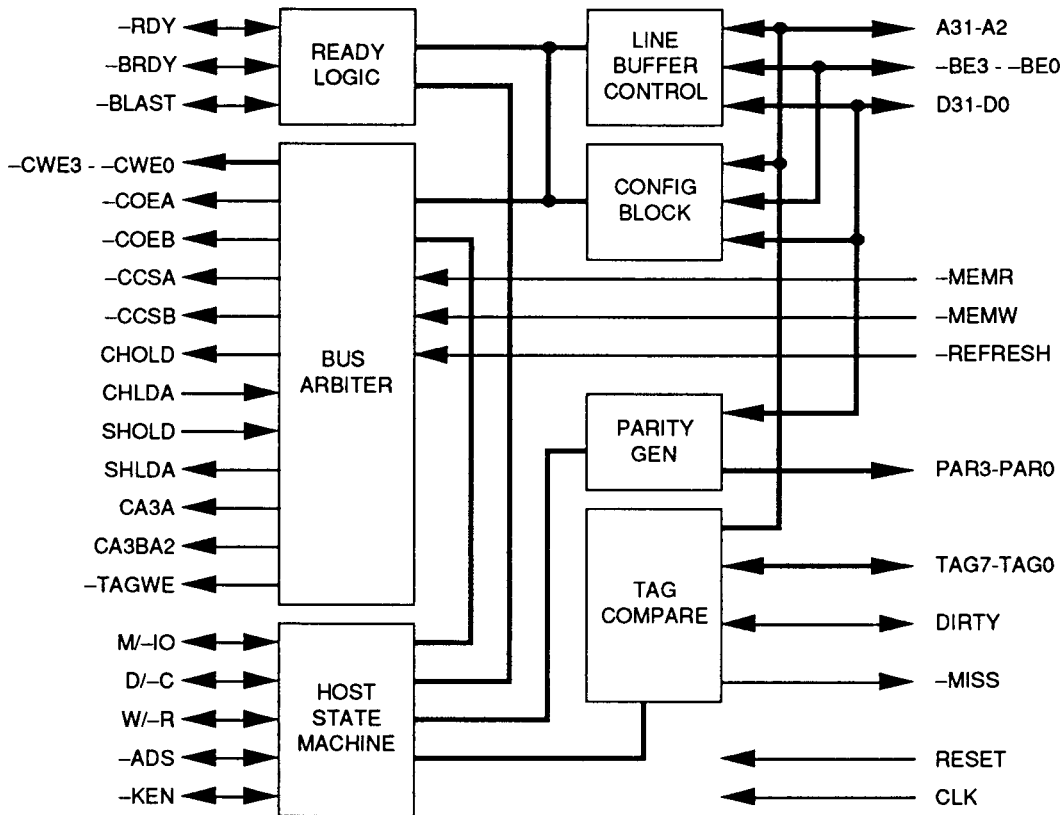 –RDY
–BRDY
–BLAST
–CWE3 - –CWE0
–COEA
–COEB
–CCSA
–CCSB
CHOLD
CHLDA
SHOLD
SHLDA
CA3A
CA3BA2
–TAGWE
M/–IO
D/–C
W/–R
–ADS
–KEN
READY
LOGIC
BUS
ARBITER
HOST
STATE
MACHINE
LINE
BUFFER
CONTROL
CONFIG
BLOCK
PARITY
GEN
TAG
COMPARE
A31-A2
–BE3 - –BE0
D31-D0
–MEMR
–MEMW
–REFRESH
PAR3-PAR0
TAG7-TAG0
DIRTY
–MISS
RESET
CLK